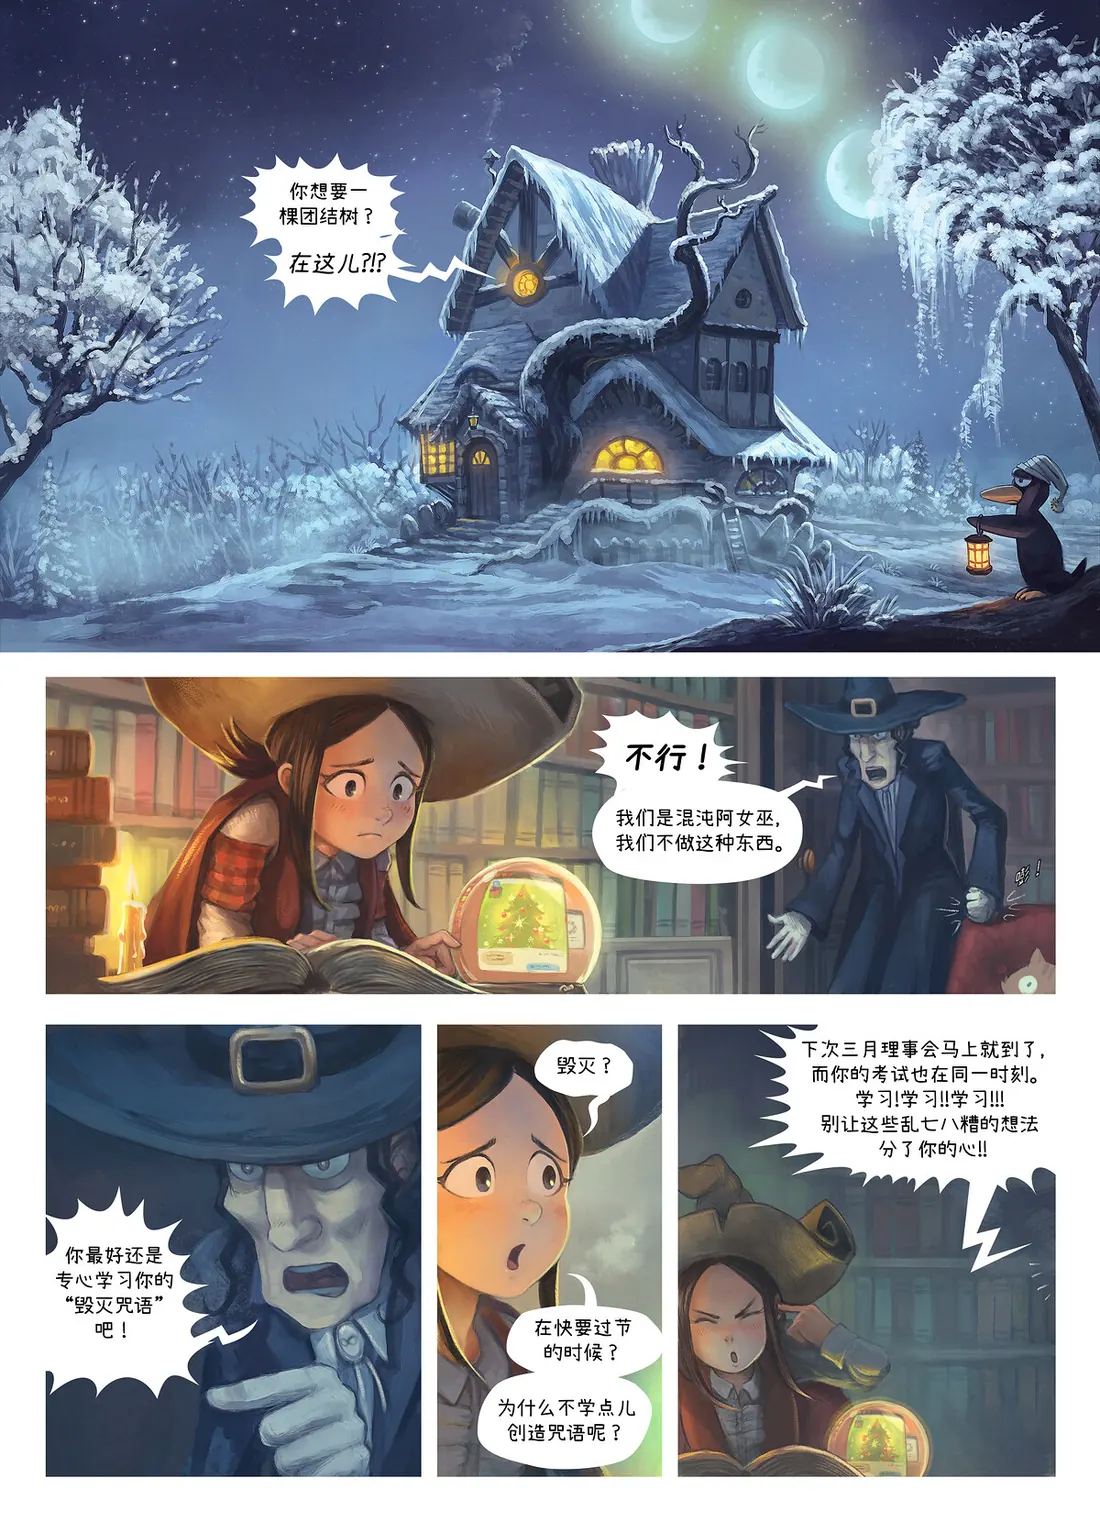 你想要一
棵团结树？
在这儿?!?
不行！
我们是混沌阿女巫，
我们不做这种东西。
你最好还是
专心学习你的
“毁灭咒语”
吧！
毁灭？
在快要过节
的时候？
为什么不学点儿
创造咒语呢？
下次三月理事会马上就到了，
而你的考试也在同一时刻。
学习!学习!!学习!!!
别让这些乱七八糟的想法
分了你的心!!